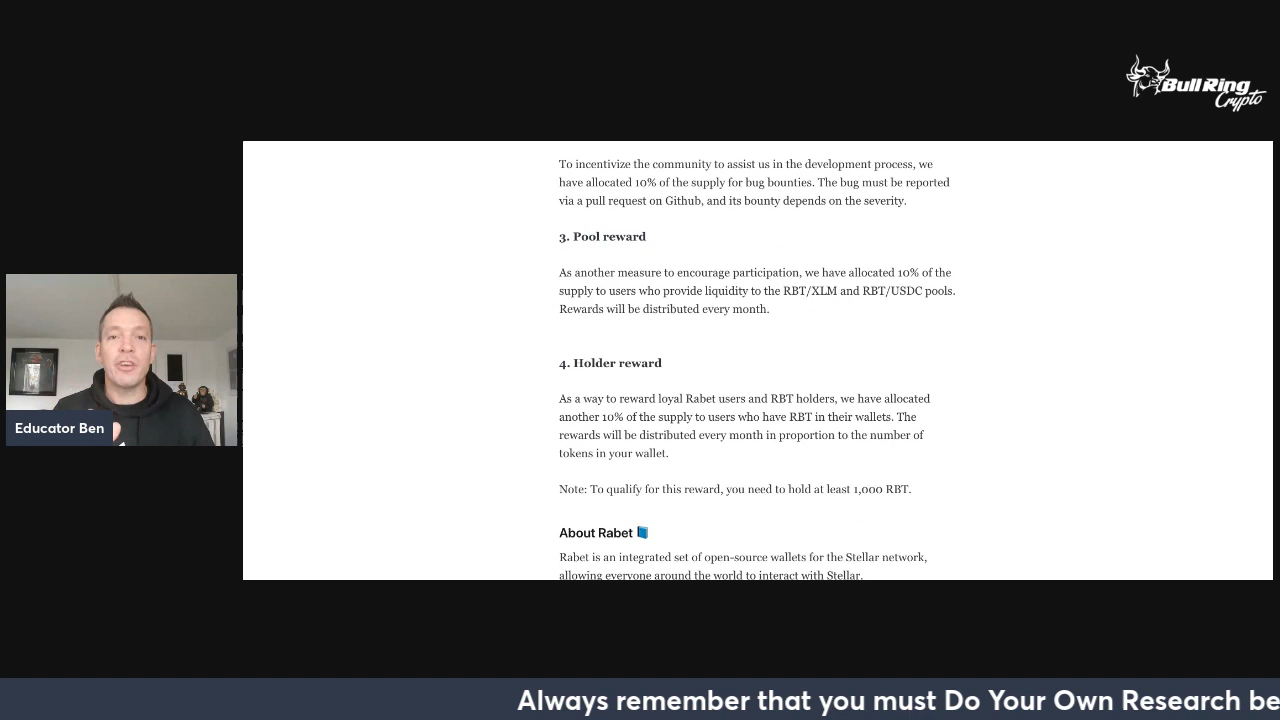 Bull Ring
Crypto
To incentivize the community to assist us in the development process, we
have allocated 10% of the supply for bug bounties. The bug must be reported
via a pull request on Github, and its bounty depends on the severity.
3. Pool reward
As another measure to encourage participation, we have allocated 10% of the
supply to users who provide liquidity to the RBT/XLM and RBT/USDC pools.
Rewards will be distributed every month.
4. Holder reward
As a way to reward loyal Rabet users and RBT holders, we have allocated
another 10% of the supply to users who have RBT in their wallets. The
rewards will be distributed every month in proportion to the number of
tokens in your wallet.
Note: To qualify for this reward, you need to hold at least 1,000 RBT.
About Rabet
Rabet is an integrated set of open-source wallets for the Stellar network,
allowing everyone around the world to interact with Stellar.
Educator Ben
Always remember that you must Do Your Own Research be